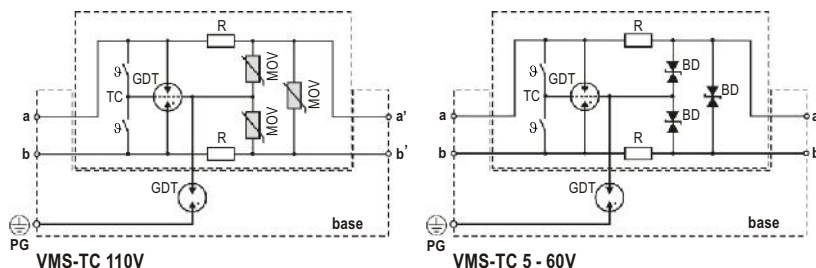 R
ϑ
GDT
MOV
MOV
TC
MOV
a
a'
ϑ
b
R
b'
GDT
base
PG
VMS-TC 110V
R
ϑ
GDT
BD
BD
TC
BD
a
a
ϑ
b
R
b
GDT
base
PG
VMS-TC 5 - 60V